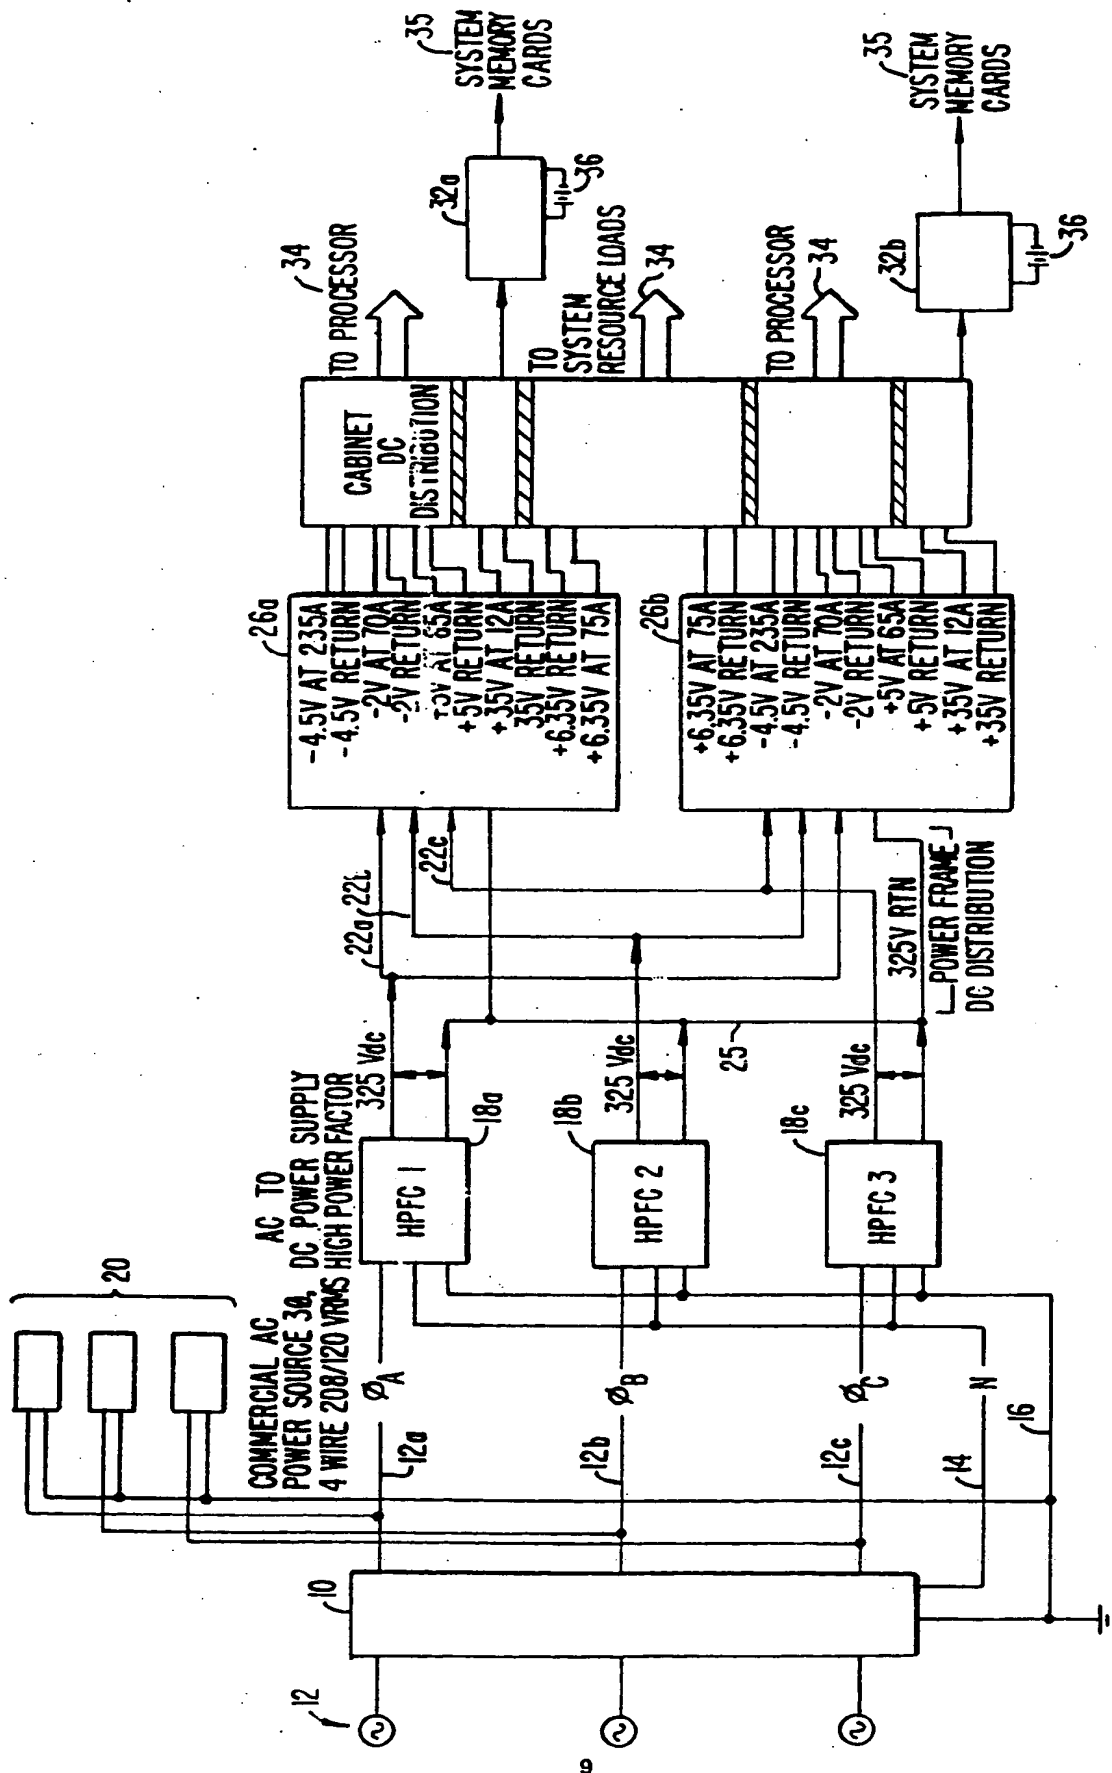 12
10
12a
12b
12c
14
16
N
ØA
ØB
ØC
20
COMMERCIAL AC
POWER SOURCE 3Ø,
4 WIRE 208/120 VRMS
AC TO
DC POWER SUPPLY
HIGH POWER FACTOR
HPFC 1
18a
HPFC 2
18b
HPFC 3
18c
325 Vdc
325 Vdc
325 Vdc
25
22a
22b
22c
325V RTN
POWER FRAME
DC DISTRIBUTION
26a
-4.5V AT 235A
-4.5V RETURN
-2V AT 70A
-2V RETURN
+5V AT 65A
+5V RETURN
+35V AT 12A
35V RETURN
+6.35V RETURN
+6.35V AT 75A
26b
+6.35V AT 75A
+6.35V RETURN
-4.5V AT 235A
-4.5V RETURN
-2V AT 70A
-2V RETURN
+5V AT 65A
+5V RETURN
+35V AT 12A
+35V RETURN
CABINET
DC
DISTRIBUTION
TO PROCESSOR
34
TO
SYSTEM
RESOURCE LOADS
34
TO PROCESSOR
34
32a
36
32b
36
35
SYSTEM
MEMORY
CARDS
35
SYSTEM
MEMORY
CARDS